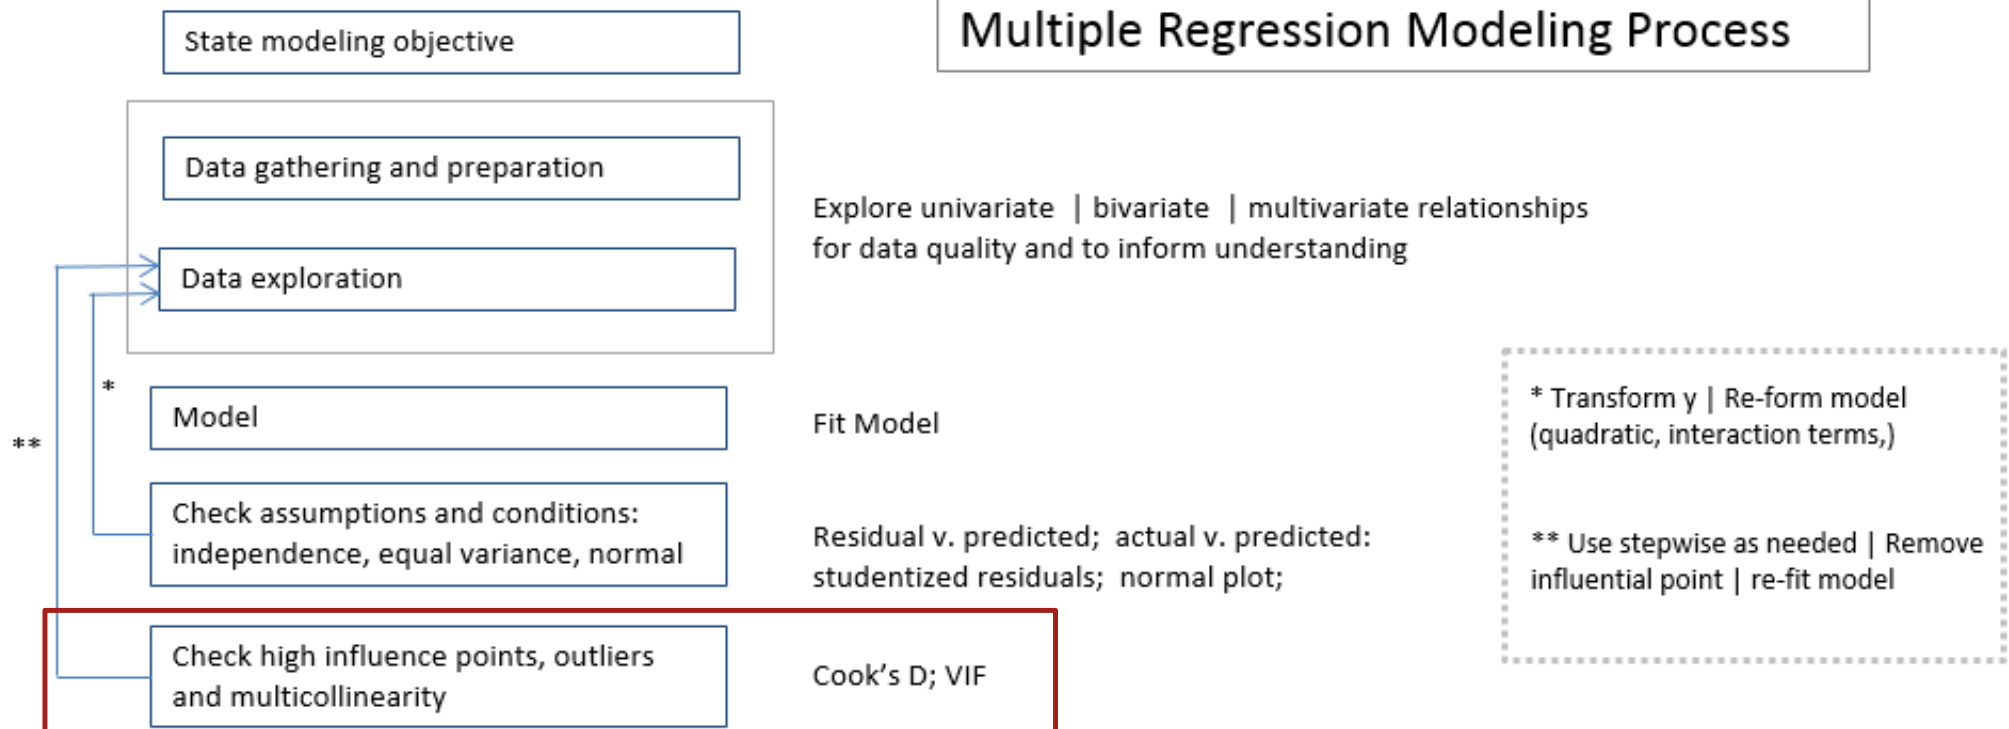 Multiple Regression Modeling Process
State modeling objective
Data gathering and preparation
Explore univariate | bivariate | multivariate relationships
for data quality and to inform understanding
Data exploration
*
**
Model
Fit Model
* Transform y | Re-form model
(quadratic, interaction terms,)
Check assumptions and conditions:
independence, equal variance, normal
Residual v. predicted; actual v. predicted:
studentized residuals; normal plot;
** Use stepwise as needed | Remove
influential point | re-fit model
Check high influence points, outliers
and multicollinearity
Cook’s D; VIF